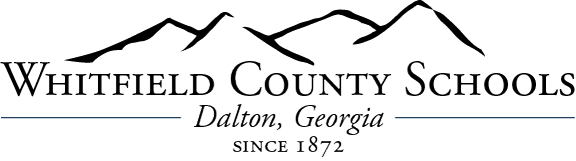 Whitfield County Schools
Dalton, Georgia
since 1872